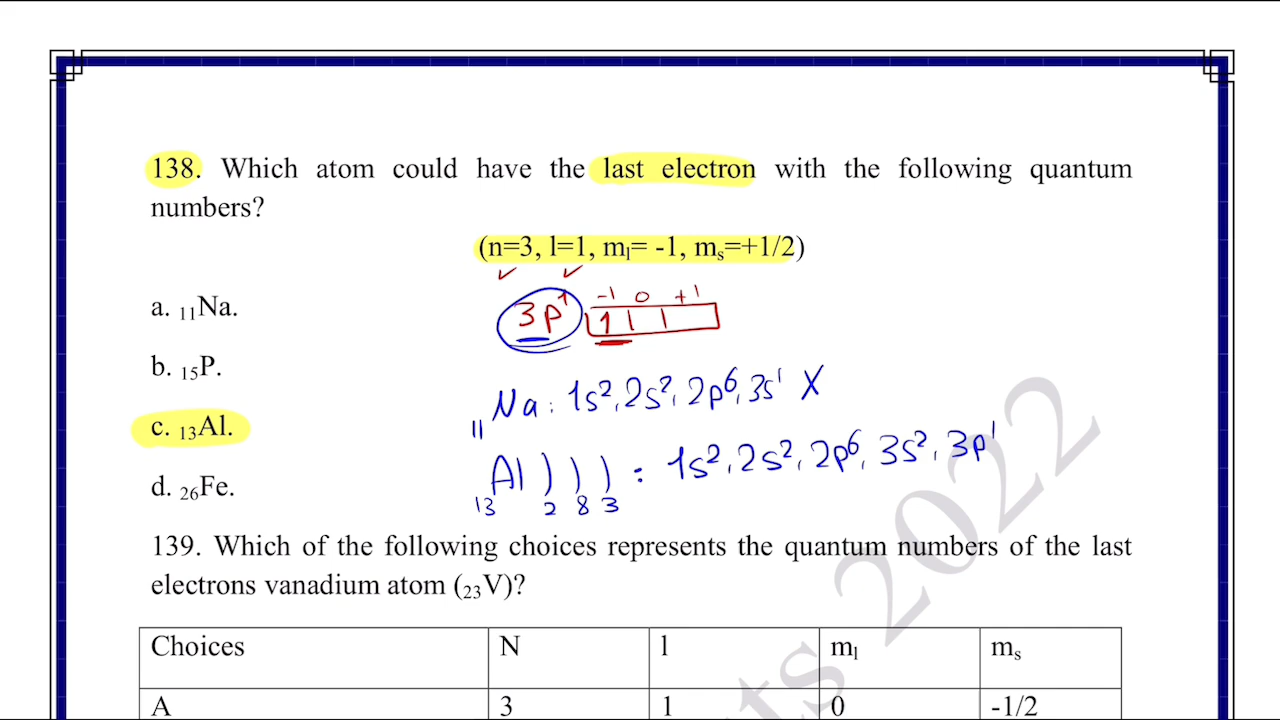 138. Which atom could have the last electron with the following quantum
numbers?
(n=3, l=1, mₗ= -1, mₛ=+1/2)
-1 0 +1
a. ₁₁Na.
3p¹
b. ₁₅P.
₁₁Na: 1s², 2s², 2p⁶, 3s¹ X
c. ₁₃Al.
₁₃Al ) ) ) : 1s², 2s², 2p⁶, 3s², 3p¹
2 8 3
d. ₂₆Fe.
139. Which of the following choices represents the quantum numbers of the last
electrons vanadium atom (₂₃V)?
Choices N l mₗ mₛ
A 3 1 0 -1/2
2022